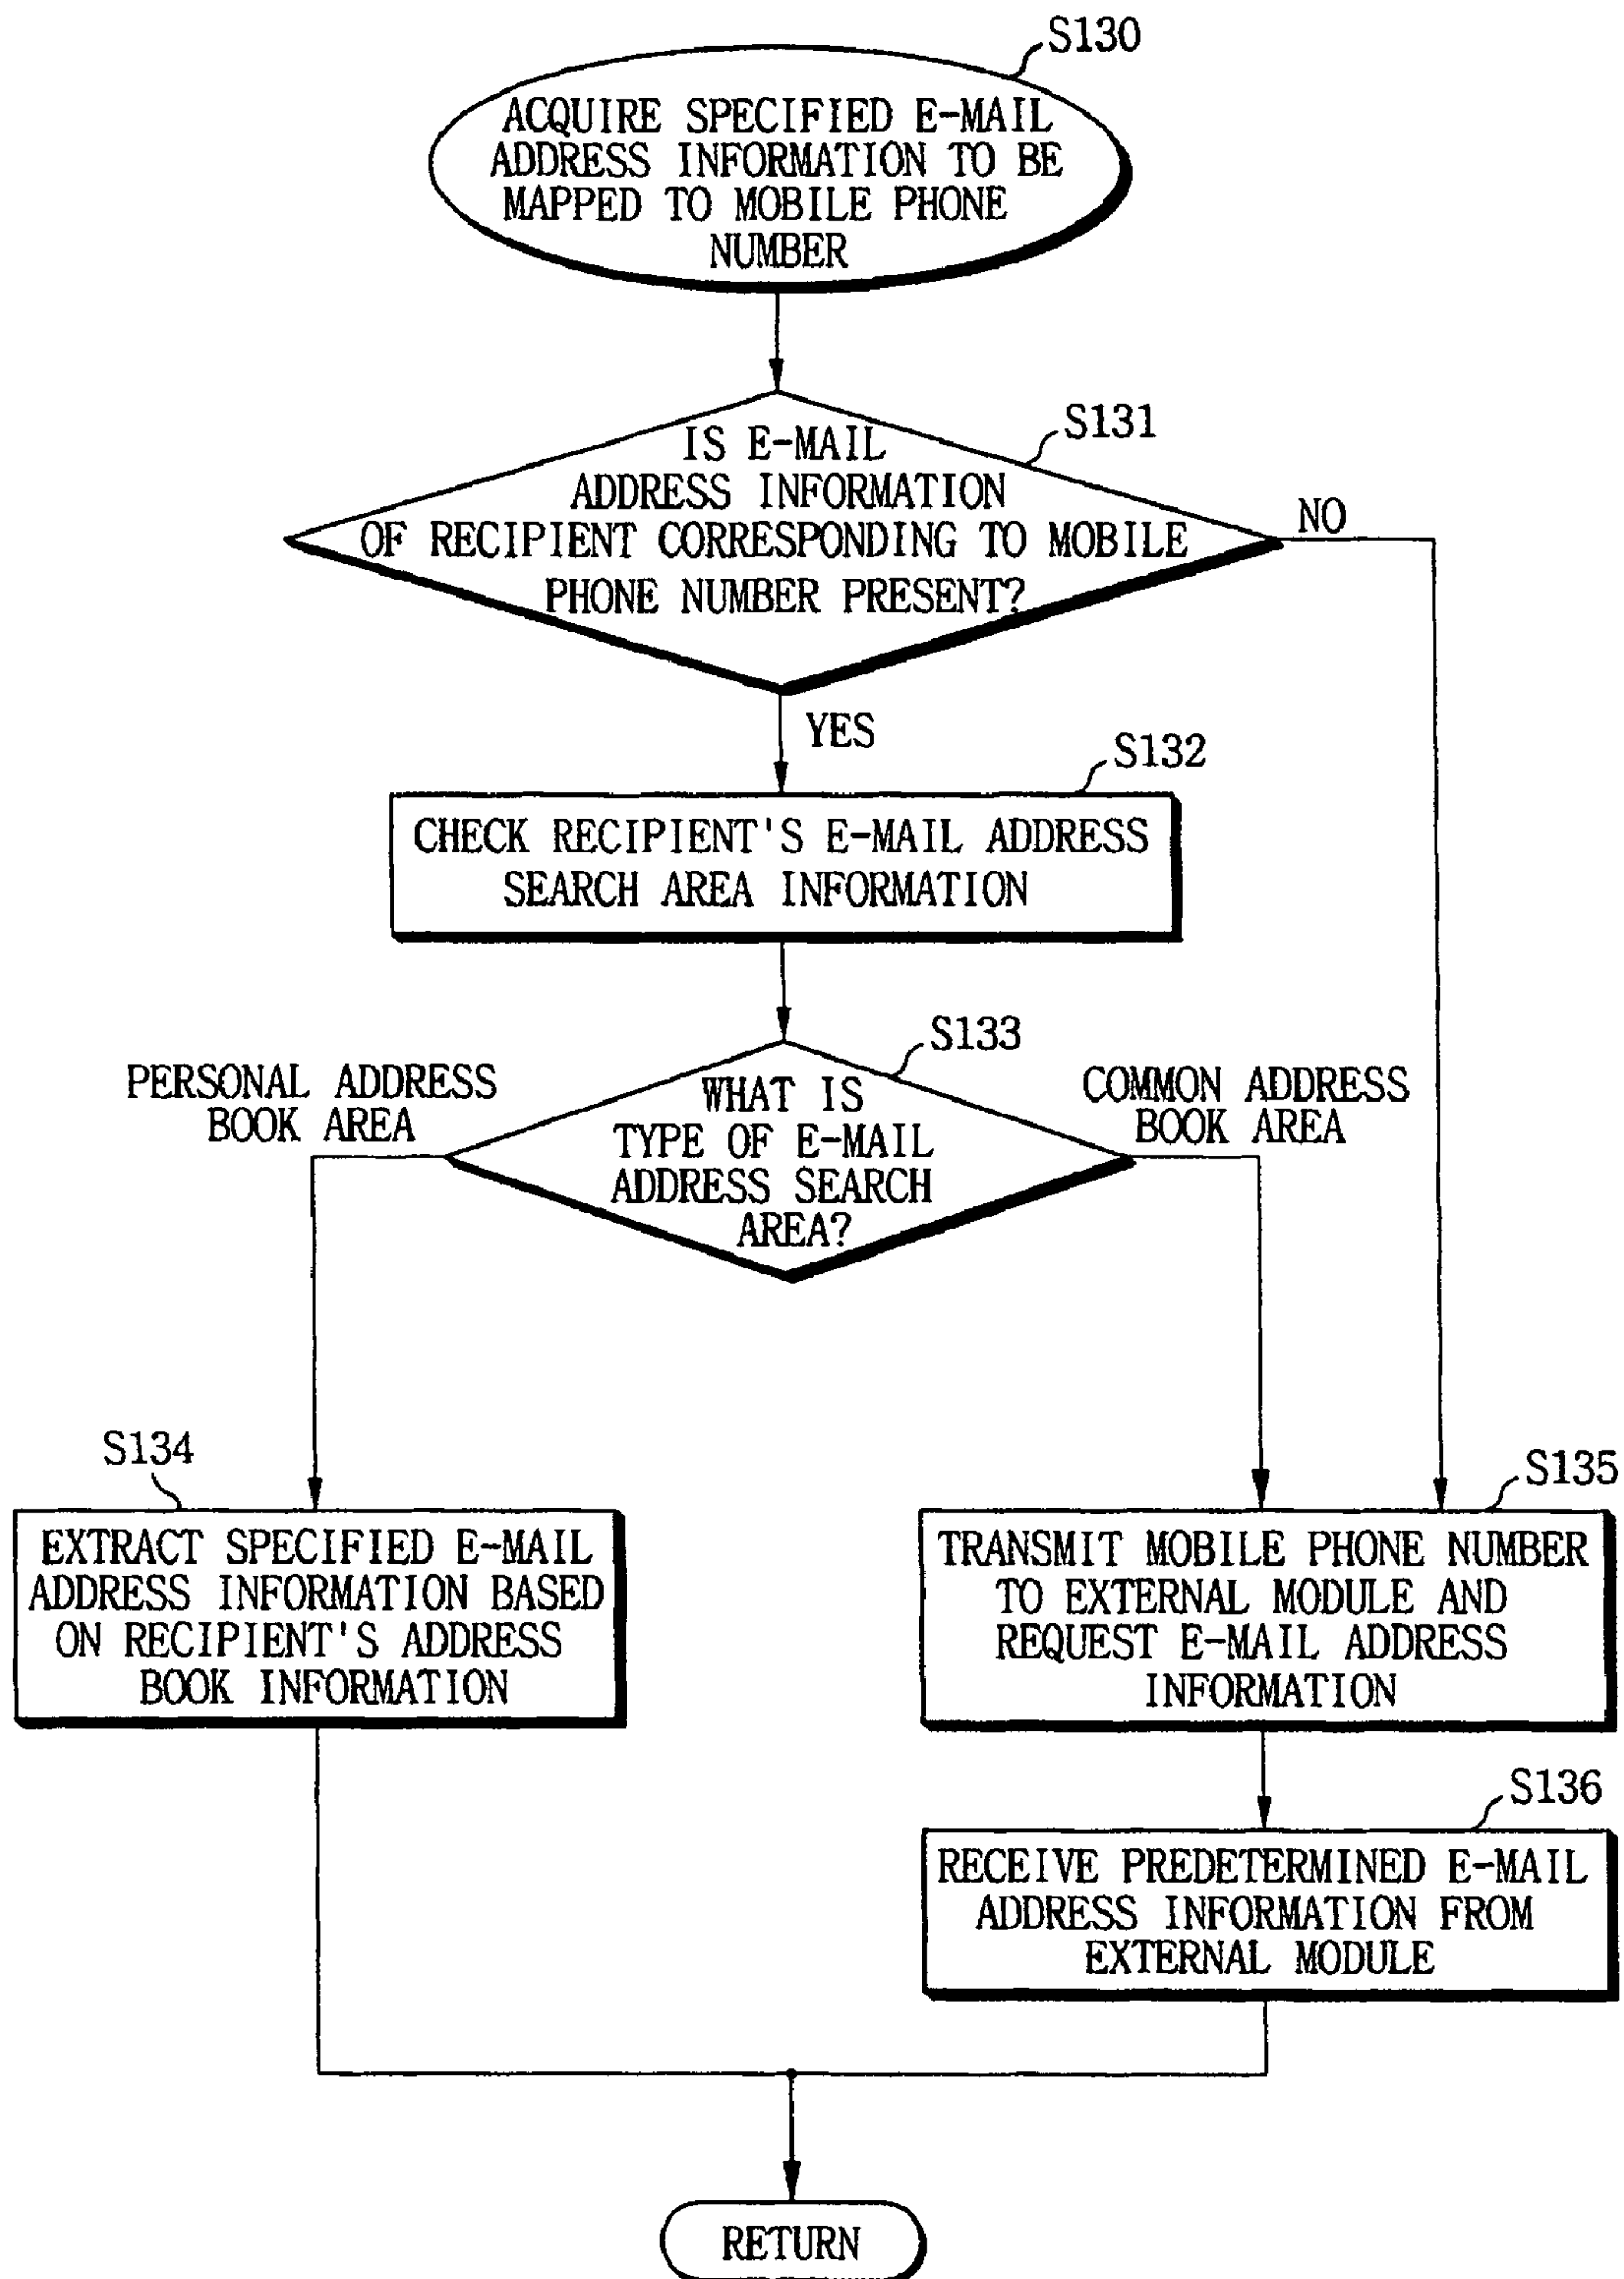 S130
ACQUIRE SPECIFIED E-MAIL
ADDRESS INFORMATION TO BE
MAPPED TO MOBILE PHONE
NUMBER
S131
IS E-MAIL
ADDRESS INFORMATION
OF RECIPIENT CORRESPONDING TO MOBILE
PHONE NUMBER PRESENT?
NO
YES
S132
CHECK RECIPIENT'S E-MAIL ADDRESS
SEARCH AREA INFORMATION
S133
PERSONAL ADDRESS
BOOK AREA
WHAT IS
TYPE OF E-MAIL
ADDRESS SEARCH
AREA?
COMMON ADDRESS
BOOK AREA
S134
EXTRACT SPECIFIED E-MAIL
ADDRESS INFORMATION BASED
ON RECIPIENT'S ADDRESS
BOOK INFORMATION
S135
TRANSMIT MOBILE PHONE NUMBER
TO EXTERNAL MODULE AND
REQUEST E-MAIL ADDRESS
INFORMATION
S136
RECEIVE PREDETERMINED E-MAIL
ADDRESS INFORMATION FROM
EXTERNAL MODULE
RETURN